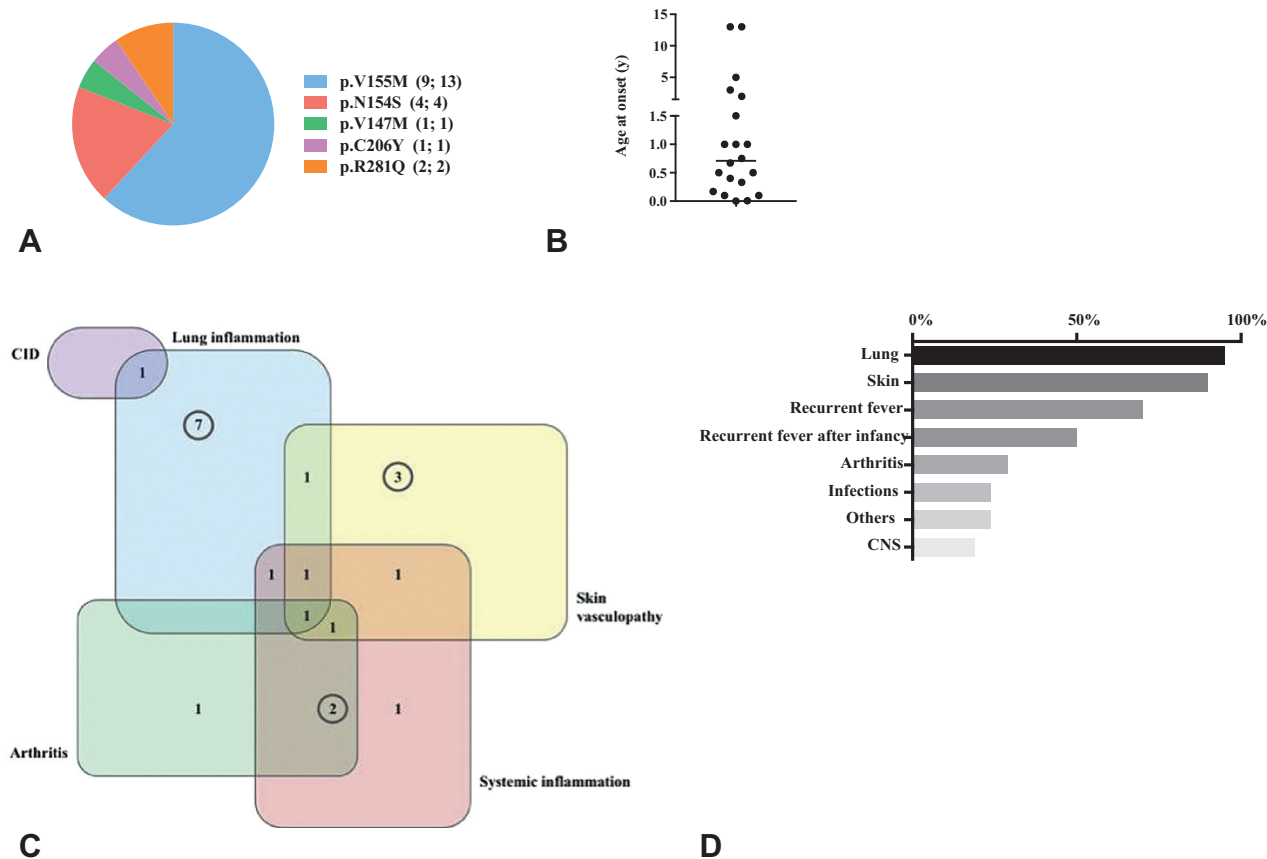 p.V155M (9; 13)
p.N154S (4; 4)
p.V147M (1; 1)
p.C206Y (1; 1)
p.R281Q (2; 2)
A
Age at onset (y)
15
10
5
1.5
1.0
0.5
0.0
B
CID
Lung inflammation
1
7
1
3
1
1
1
1
1
Skin
vasculopathy
1
2
1
Arthritis
Systemic inflammation
C
0%
50%
100%
Lung
Skin
Recurrent fever
Recurrent fever after infancy
Arthritis
Infections
Others
CNS
D